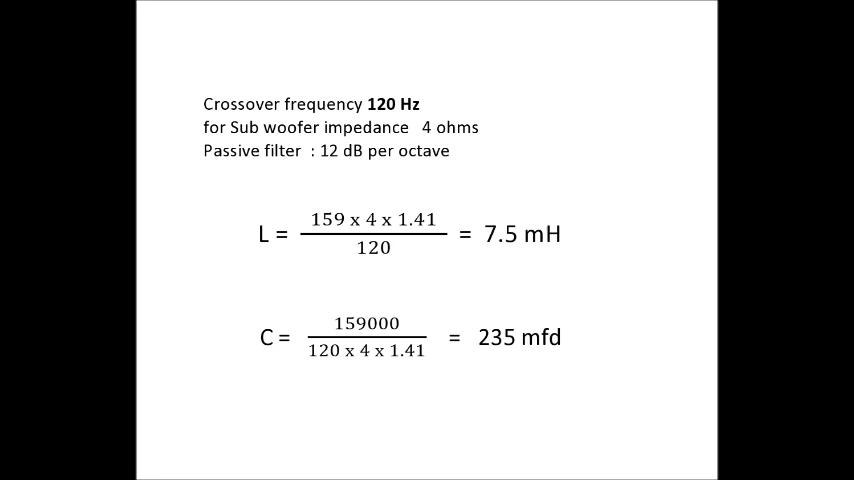 Crossover frequency 120 Hz
for Sub woofer impedance 4 ohms
Passive filter : 12 dB per octave
159 x 4 x 1.41
L = = 7.5 mH
120
159000
C = = 235 mfd
120 x 4 x 1.41